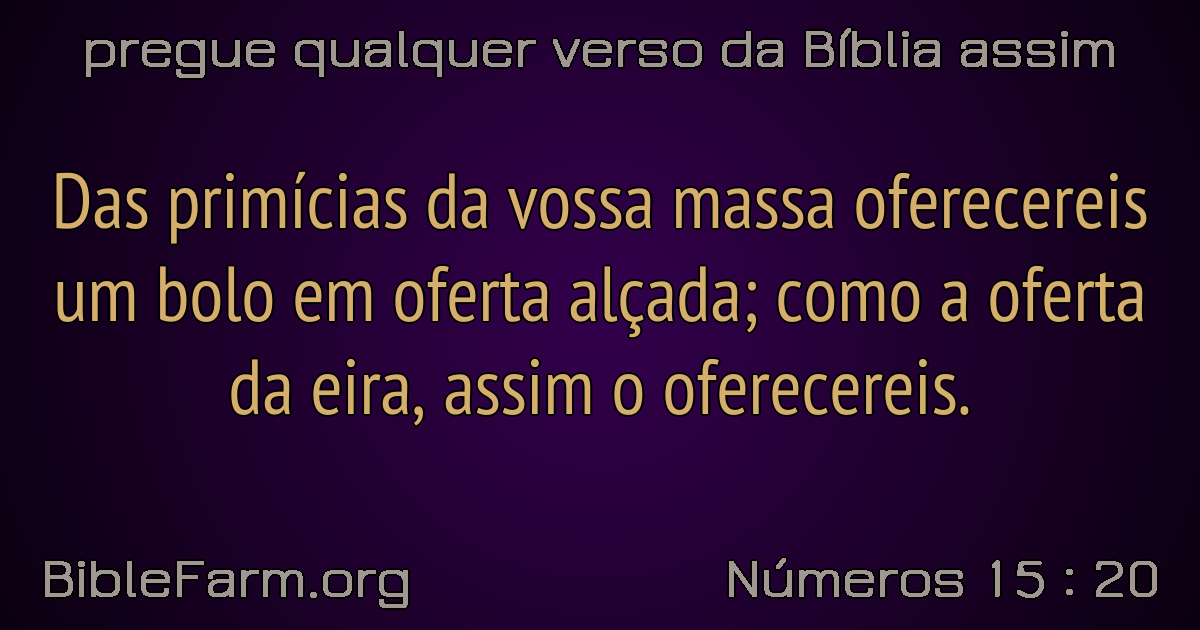 pregue qualquer verso da Bíblia assim
Das primícias da vossa massa oferecereis
um bolo em oferta alçada; como a oferta
da eira, assim o oferecereis.
BibleFarm.org
Números 15 : 20